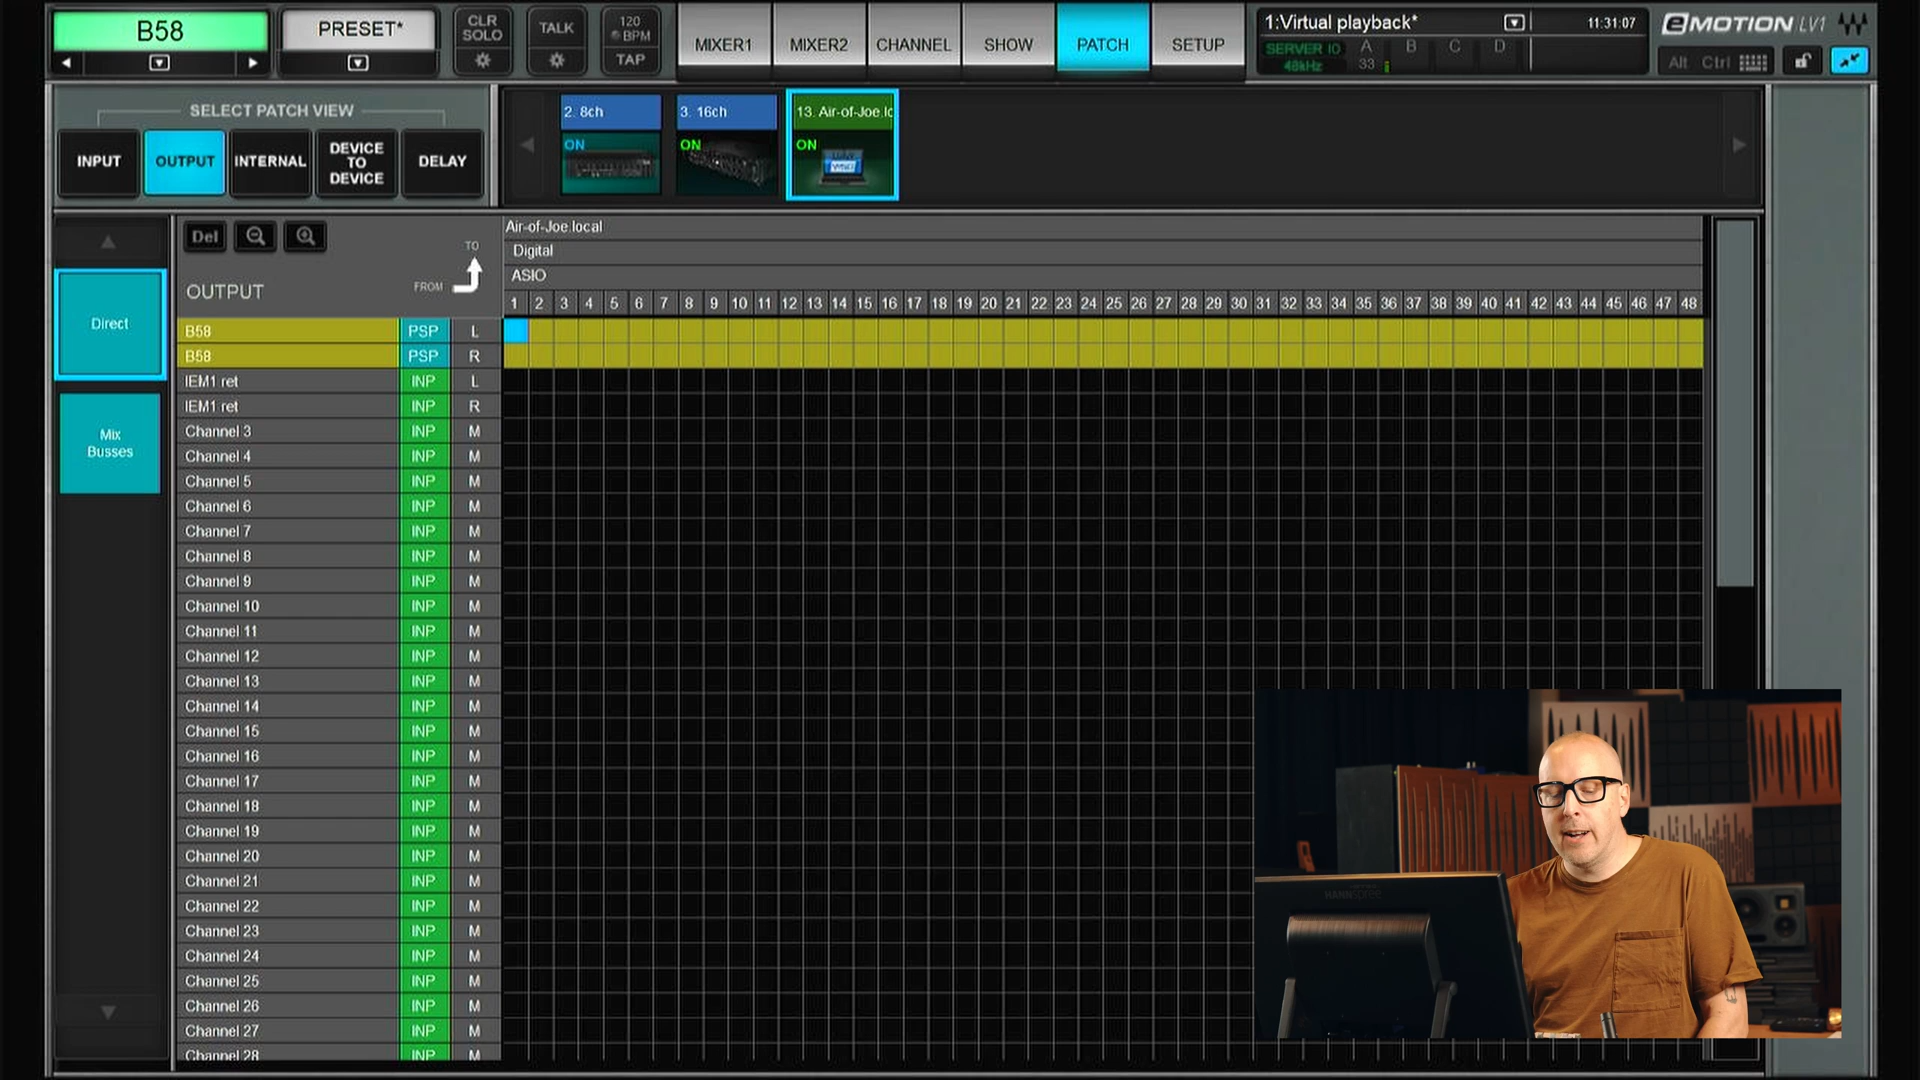 B58
PRESET*
CLR
SOLO
TALK
120
BPM
TAP
MIXER1
MIXER2
CHANNEL
SHOW
PATCH
SETUP
1:Virtual playback*
11:31:07
SERVER IO
48kHz
A
33
B
C
D
eMOTION LV1
Alt
Ctrl
SELECT PATCH VIEW
INPUT
OUTPUT
INTERNAL
DEVICE
TO
DEVICE
DELAY
2. 8ch
ON
3. 16ch
ON
13. Air-of-Joe.lc
ON
Del
TO
FROM
OUTPUT
Direct
Mix
Busses
Air-of-Joe.local
Digital
ASIO
1 2 3 4 5 6 7 8 9 10 11 12 13 14 15 16 17 18 19 20 21 22 23 24 25 26 27 28 29 30 31 32 33 34 35 36 37 38 39 40 41 42 43 44 45 46 47 48
B58 PSP L
B58 PSP R
IEM1 ret INP L
IEM1 ret INP R
Channel 3 INP M
Channel 4 INP M
Channel 5 INP M
Channel 6 INP M
Channel 7 INP M
Channel 8 INP M
Channel 9 INP M
Channel 10 INP M
Channel 11 INP M
Channel 12 INP M
Channel 13 INP M
Channel 14 INP M
Channel 15 INP M
Channel 16 INP M
Channel 17 INP M
Channel 18 INP M
Channel 19 INP M
Channel 20 INP M
Channel 21 INP M
Channel 22 INP M
Channel 23 INP M
Channel 24 INP M
Channel 25 INP M
Channel 26 INP M
Channel 27 INP M
Channel 28 INP M
HANNspree